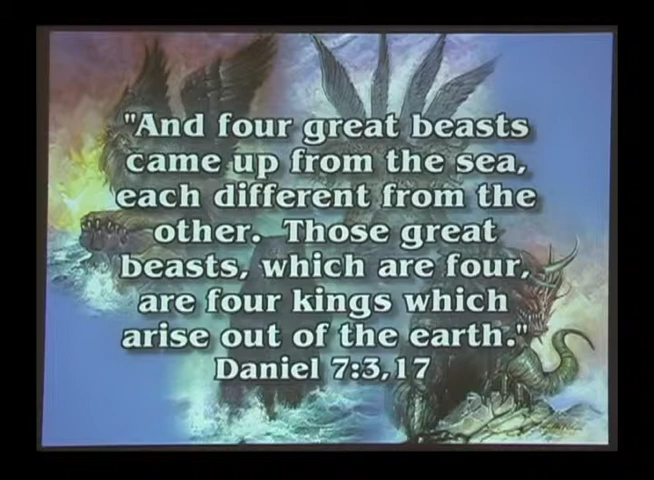 "And four great beasts
came up from the sea,
each different from the
other.  Those great
beasts, which are four,
are four kings which
arise out of the earth."
Daniel 7:3,17